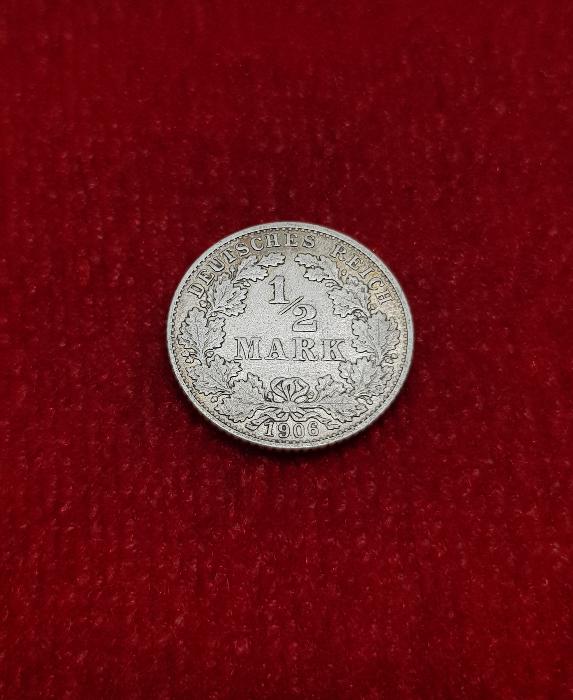 DEUTSCHES REICH
1/2
MARK
1906